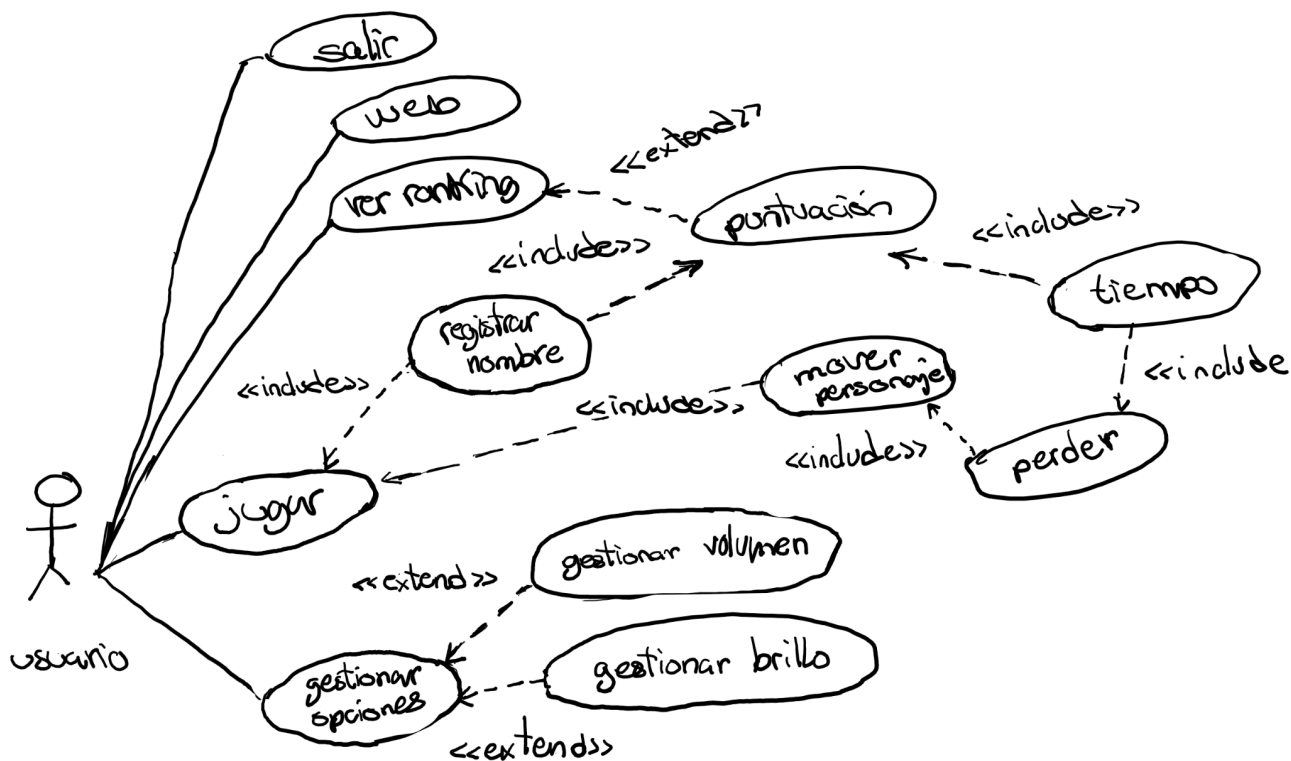 salir
web
<<extend>>
ver ranking
puntuación
<<include>>
<<include>>
tiempo
registrar
nombre
mover
personaje
<<include>>
<<include
<<include>>
<<include>>
perder
jugar
gestionar volumen
<<extend>>
usuario
gestionar brillo
gestionar
opciones
<<extend>>